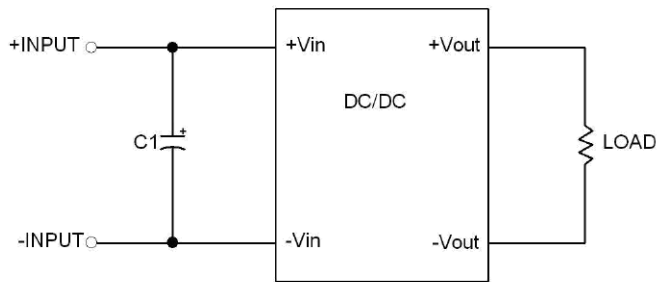 +INPUT
+Vin
+Vout
DC/DC
C1
+
LOAD
-INPUT
-Vin
-Vout